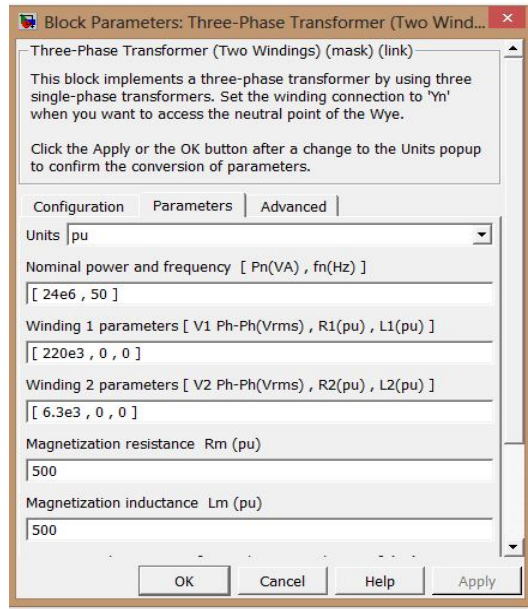 Block Parameters: Three-Phase Transformer (Two Wind...
Three-Phase Transformer (Two Windings) (mask) (link)
This block implements a three-phase transformer by using three
single-phase transformers. Set the winding connection to 'Yn'
when you want to access the neutral point of the Wye.
Click the Apply or the OK button after a change to the Units popup
to confirm the conversion of parameters.
Configuration Parameters Advanced
Units pu
Nominal power and frequency [ Pn(VA) , fn(Hz) ]
[ 24e6 , 50 ]
Winding 1 parameters [ V1 Ph-Ph(Vrms) , R1(pu) , L1(pu) ]
[ 220e3 , 0 , 0 ]
Winding 2 parameters [ V2 Ph-Ph(Vrms) , R2(pu) , L2(pu) ]
[ 6.3e3 , 0 , 0 ]
Magnetization resistance Rm (pu)
500
Magnetization inductance Lm (pu)
500
OK Cancel Help Apply